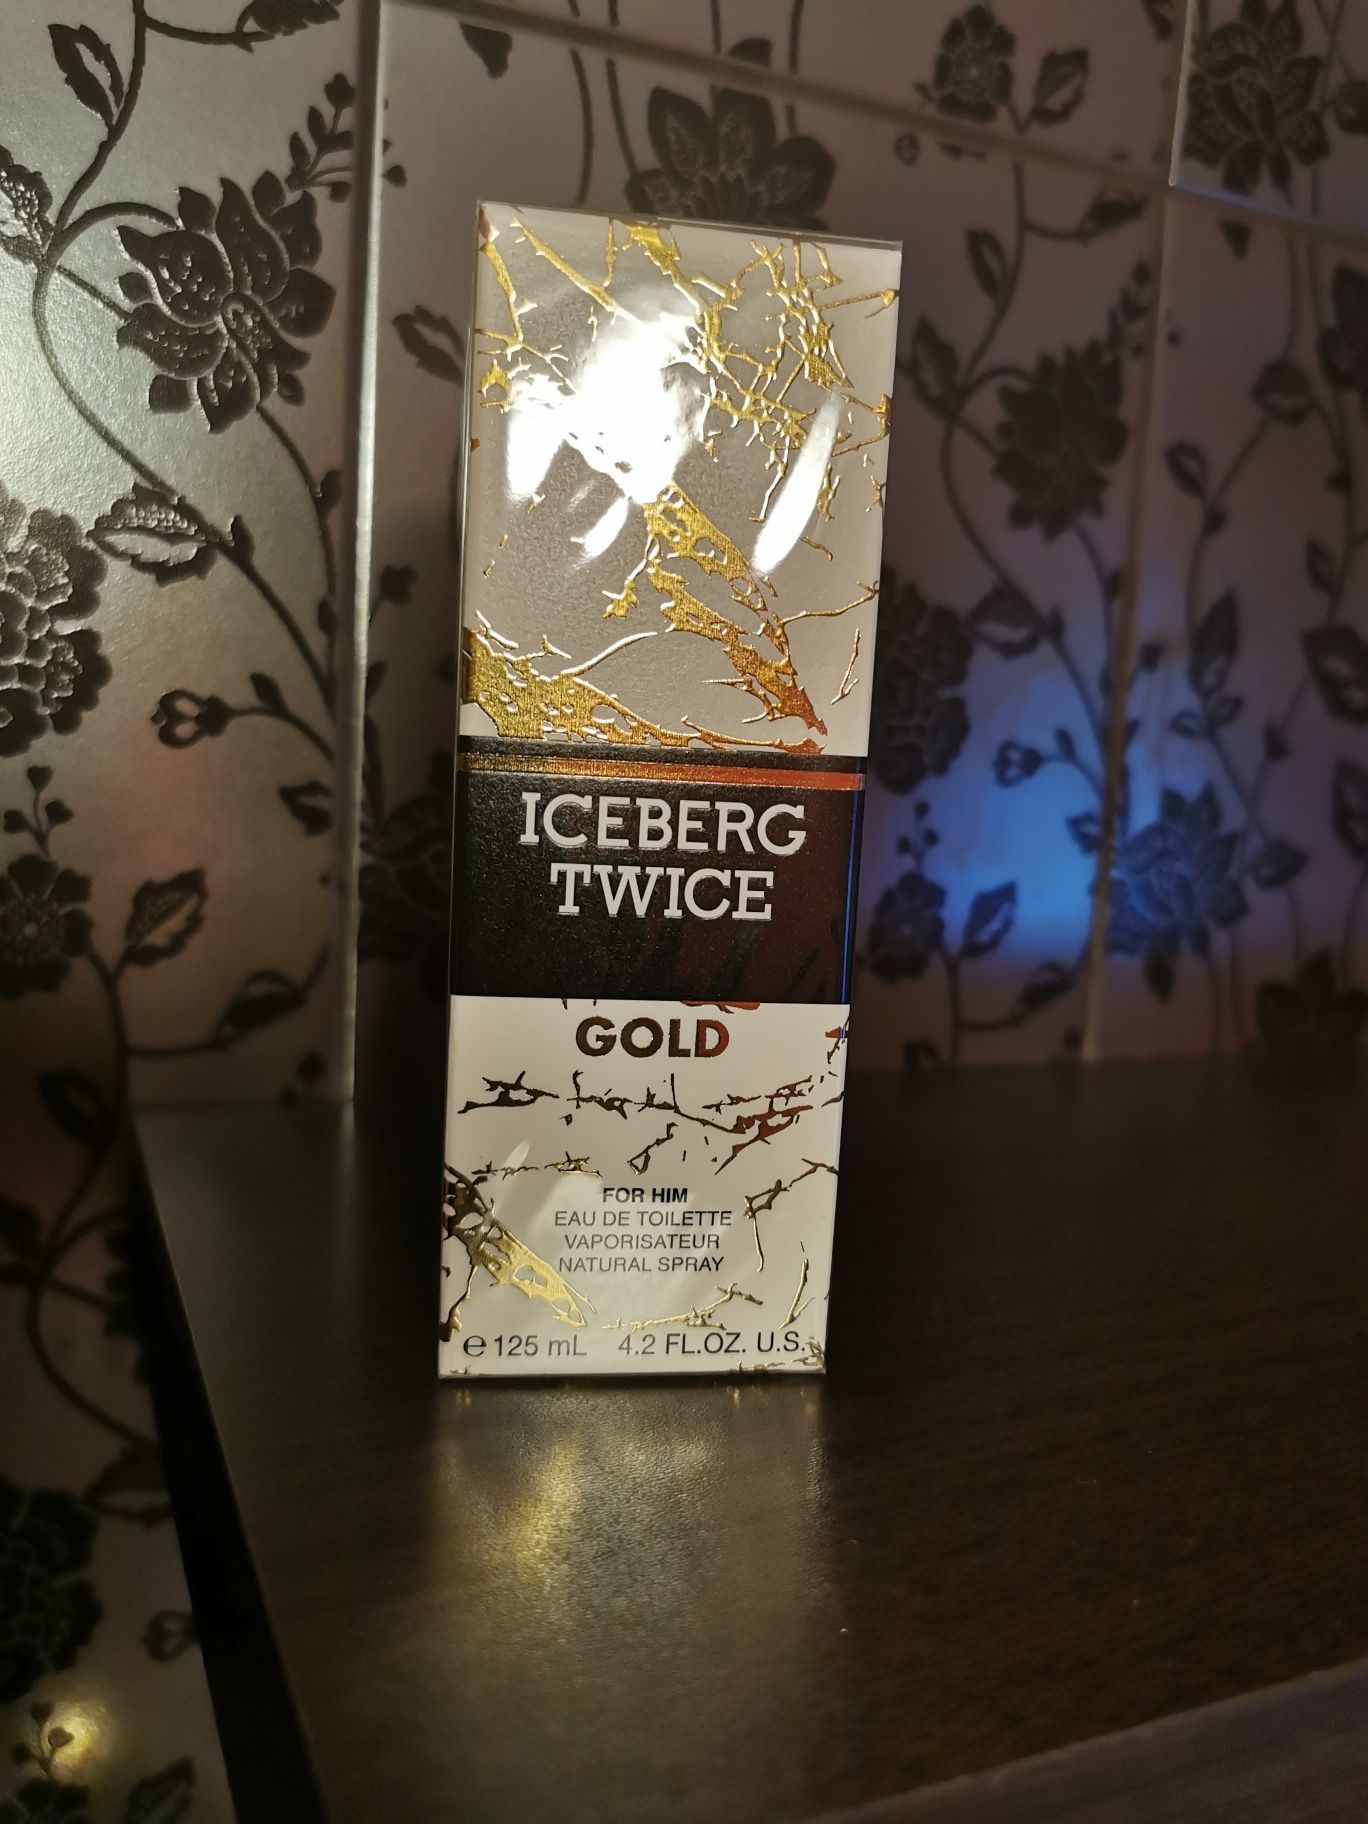 ICEBERG
TWICE
GOLD
FOR HIM
EAU DE TOILETTE
VAPORISATEUR
NATURAL SPRAY
℮ 125 mL 4.2 FL.OZ. U.S.